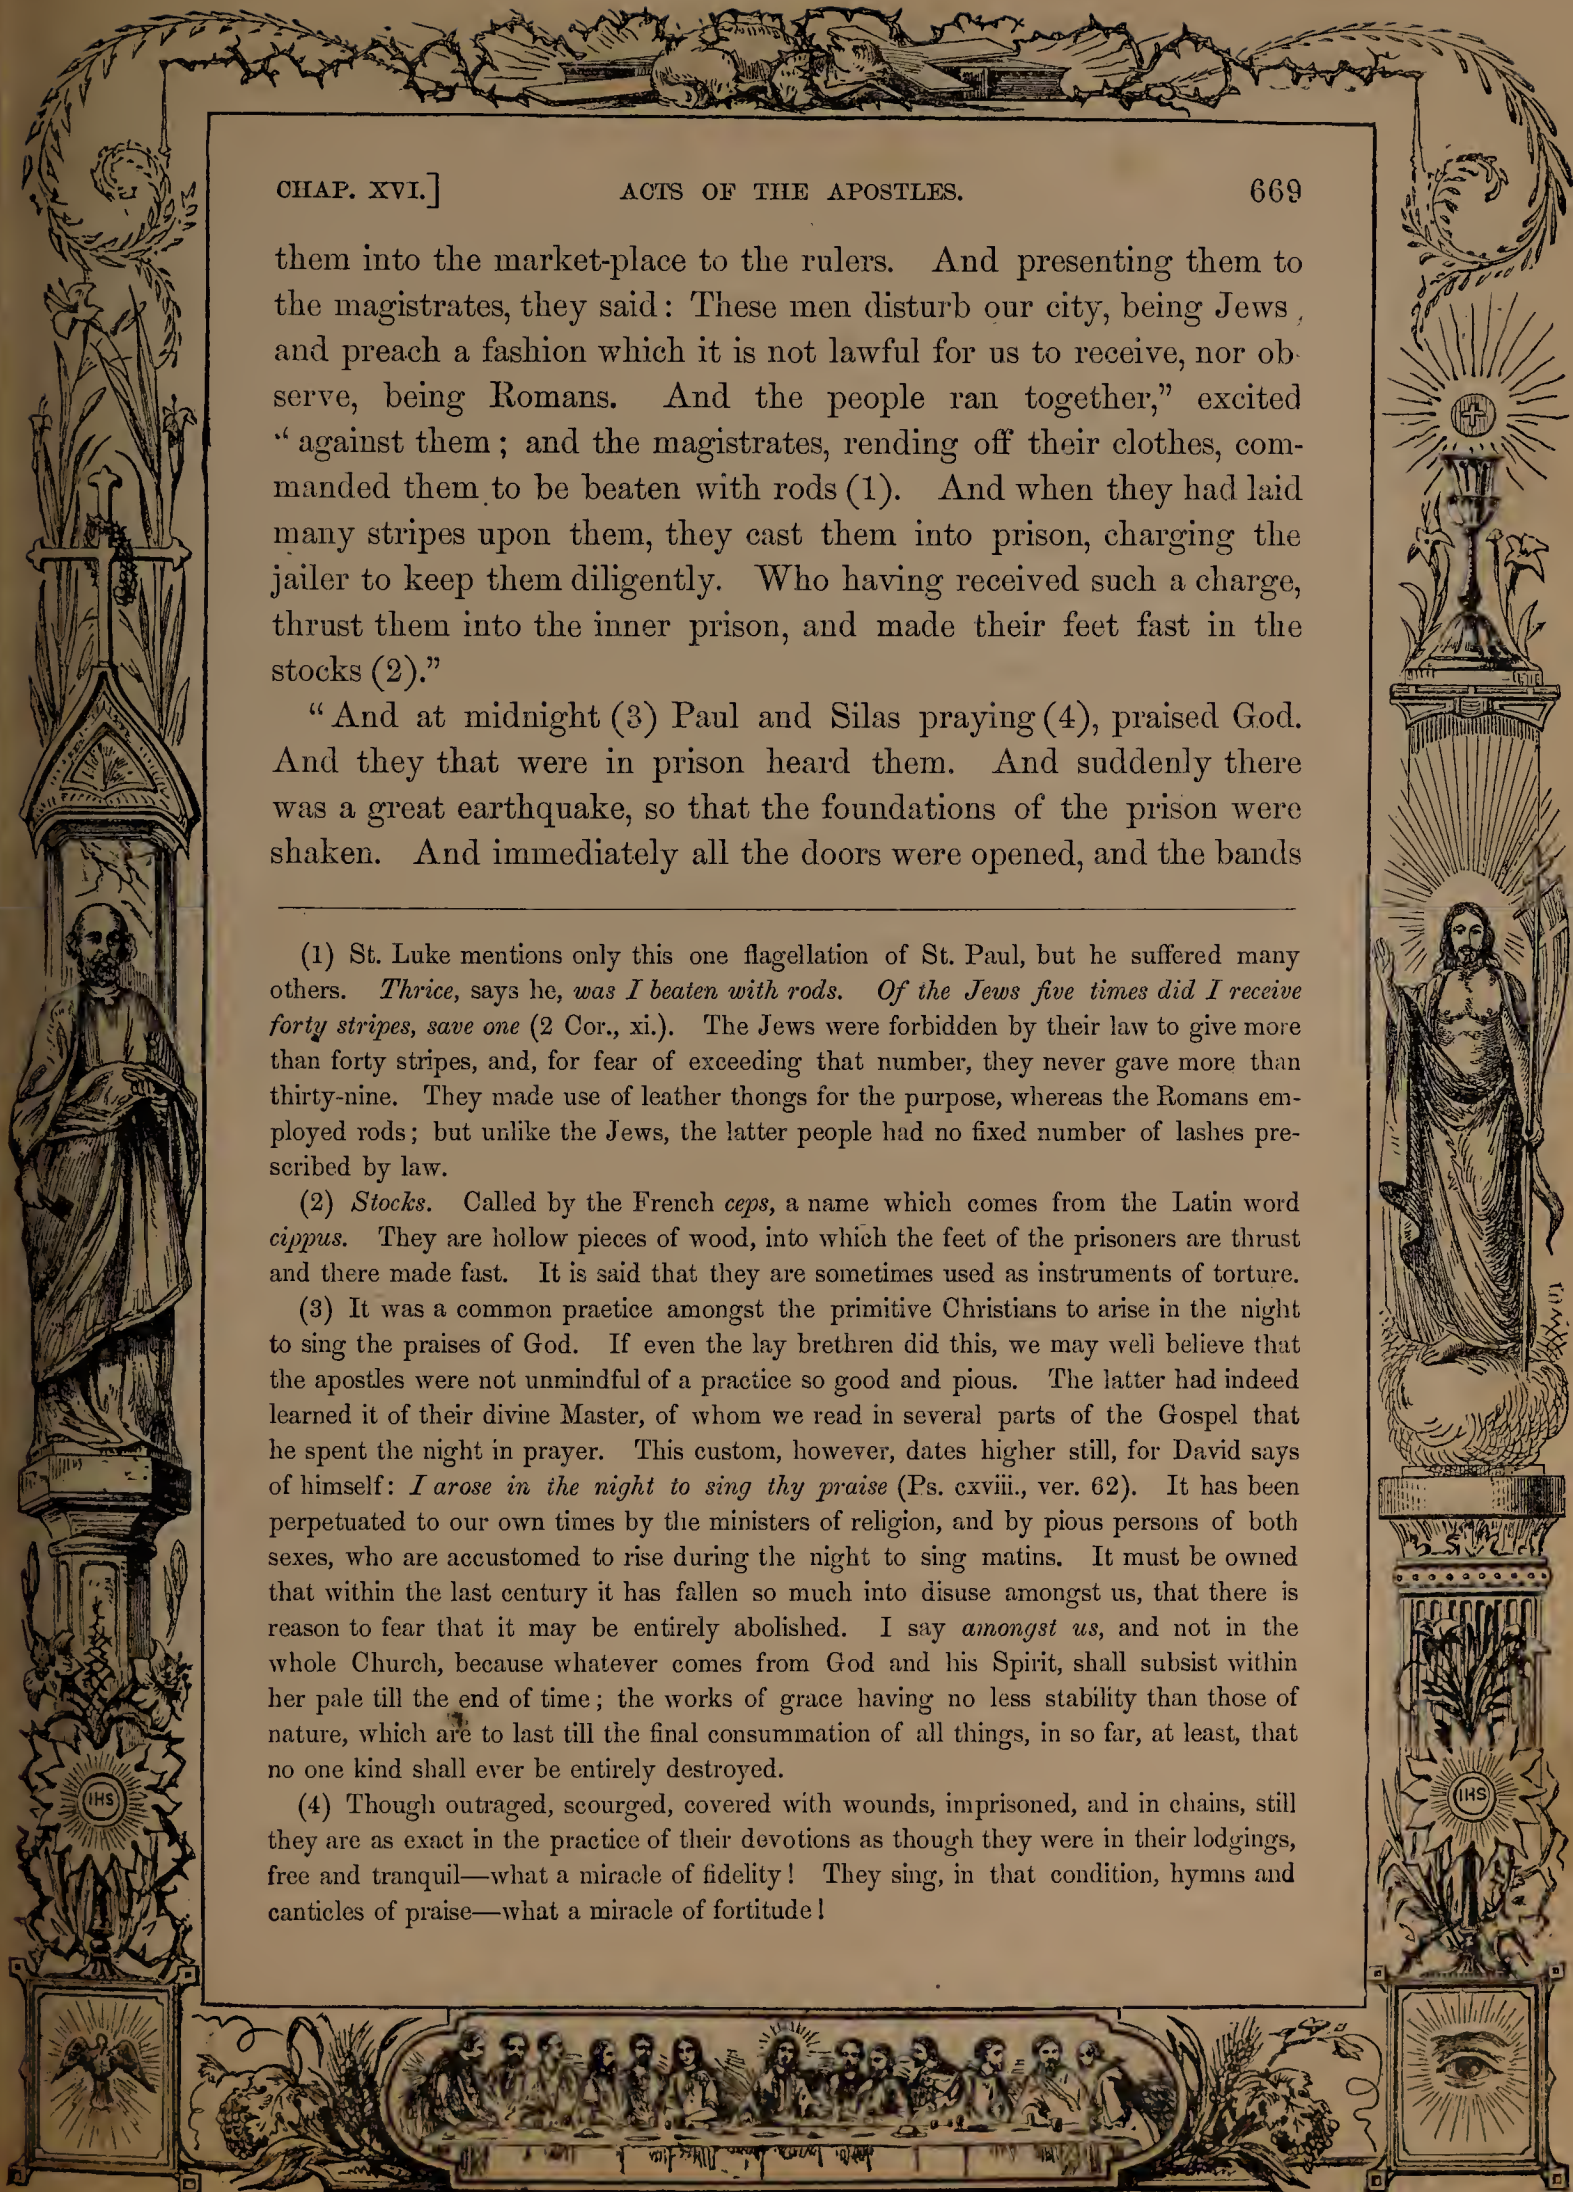 CHAP. XVI.] ACTS OF THE APOSTLES. 669
them into the market-place to the rulers. And presenting them to
the magistrates, they said: These men disturb our city, being Jews,
and preach a fashion which it is not lawful for us to receive, nor ob-
serve, being Romans. And the people ran together,” excited
“against them; and the magistrates, rending off their clothes, com-
manded them to be beaten with rods (1). And when they had laid
many stripes upon them, they cast them into prison, charging the
jailer to keep them diligently. Who having received such a charge,
thrust them into the inner prison, and made their feet fast in the
stocks (2).”
“And at midnight (3) Paul and Silas praying (4), praised God.
And they that were in prison heard them. And suddenly there
was a great earthquake, so that the foundations of the prison were
shaken. And immediately all the doors were opened, and the bands
(1) St. Luke mentions only this one flagellation of St. Paul, but he suffered many
others. Thrice, says he, was I beaten with rods. Of the Jews five times did I receive
forty stripes, save one (2 Cor., xi.). The Jews were forbidden by their law to give more
than forty stripes, and, for fear of exceeding that number, they never gave more than
thirty-nine. They made use of leather thongs for the purpose, whereas the Romans em-
ployed rods; but unlike the Jews, the latter people had no fixed number of lashes pre-
scribed by law.
(2) Stocks. Called by the French ceps, a name which comes from the Latin word
cippus. They are hollow pieces of wood, into which the feet of the prisoners are thrust
and there made fast. It is said that they are sometimes used as instruments of torture.
(3) It was a common praetice amongst the primitive Christians to arise in the night
to sing the praises of God. If even the lay brethren did this, we may well believe that
the apostles were not unmindful of a practice so good and pious. The latter had indeed
learned it of their divine Master, of whom we read in several parts of the Gospel that
he spent the night in prayer. This custom, however, dates higher still, for David says
of himself: I arose in the night to sing thy praise (Ps. cxviii., ver. 62). It has been
perpetuated to our own times by the ministers of religion, and by pious persons of both
sexes, who are accustomed to rise during the night to sing matins. It must be owned
that within the last century it has fallen so much into disuse amongst us, that there is
reason to fear that it may be entirely abolished. I say amongst us, and not in the
whole Church, because whatever comes from God and his Spirit, shall subsist within
her pale till the end of time; the works of grace having no less stability than those of
nature, which are to last till the final consummation of all things, in so far, at least, that
no one kind shall ever be entirely destroyed.
(4) Though outraged, scourged, covered with wounds, imprisoned, and in chains, still
they are as exact in the practice of their devotions as though they were in their lodgings,
free and tranquil—what a miracle of fidelity! They sing, in that condition, hymns and
canticles of praise—what a miracle of fortitude!
IHS
IHS